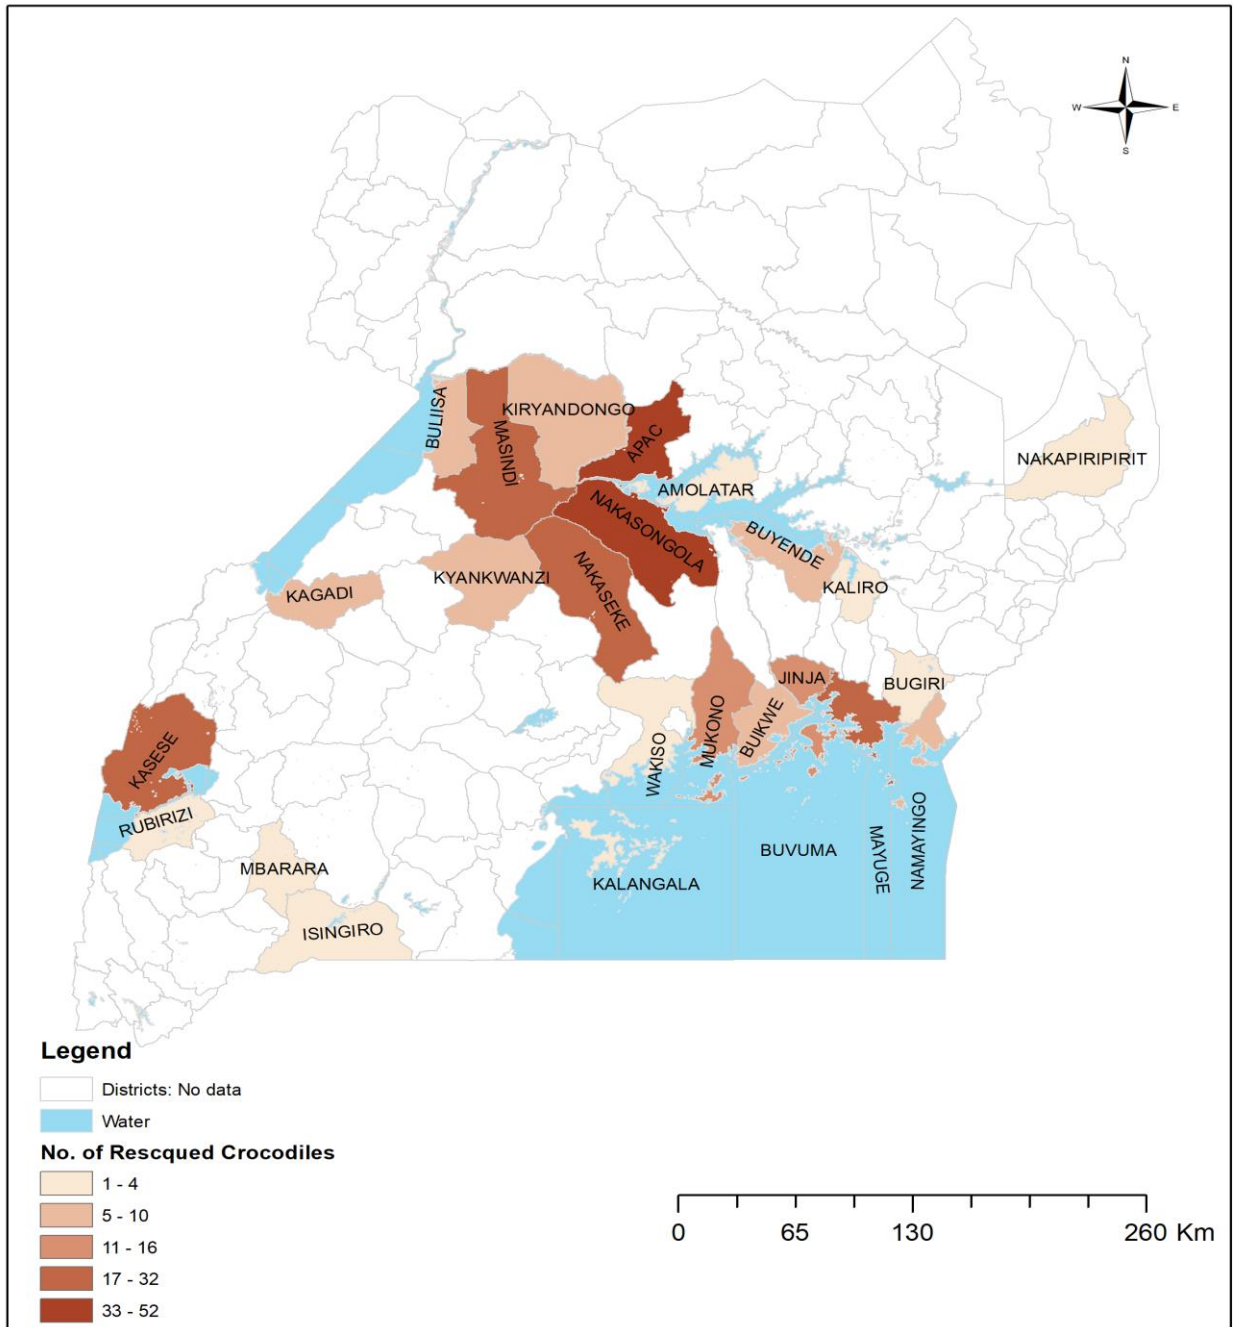 N
W E
S
BULIISA
KIRYANDONGO
MASINDI
APAC
NAKAPIRIPIRIT
AMOLATAR
NAKASONGOLA
BUYENDE
KYANKWANZI
KALIRO
KAGADI
NAKASEKE
JINJA
BUGIRI
MUKONO
BUIKWE
KASESE
WAKISO
RUBIRIZI
MBARARA
BUVUMA
MAYUGE
NAMAYINGO
KALANGALA
ISINGIRO
Legend
Districts: No data
Water
No. of Rescqued Crocodiles
1 - 4
5 - 10
11 - 16
17 - 32
33 - 52
0 65 130 260 Km